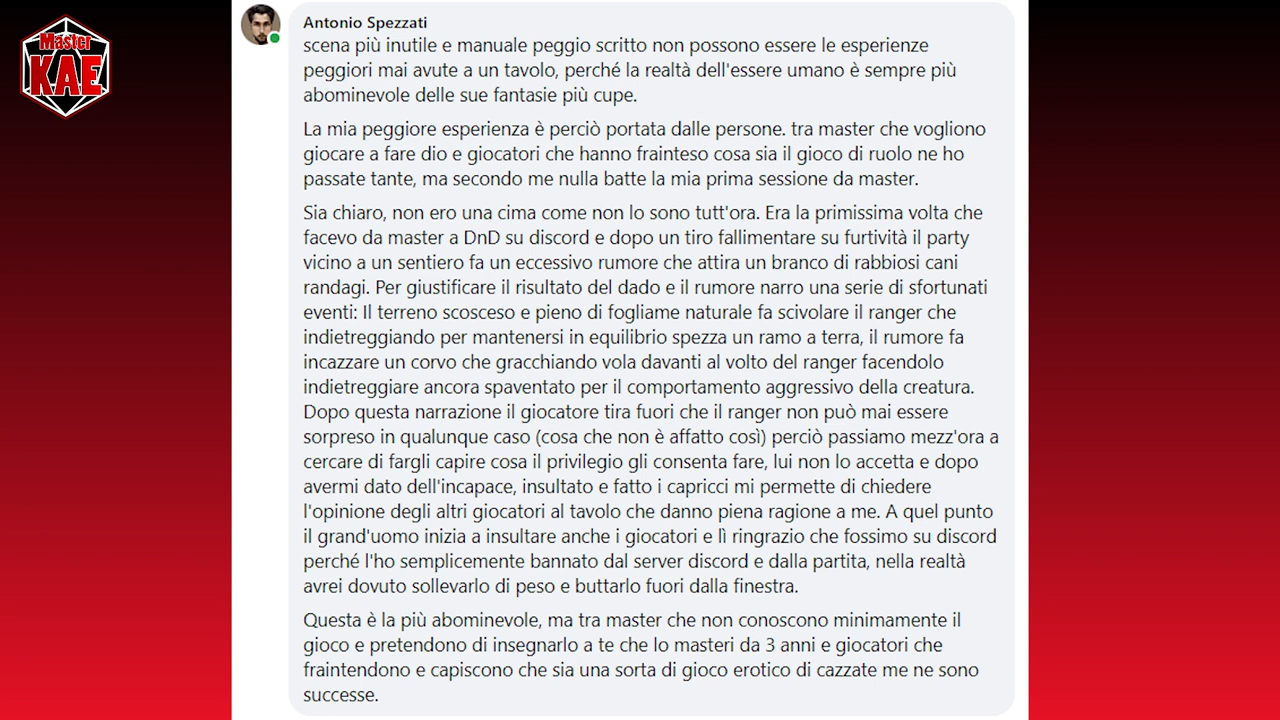 Master
KAE
Antonio Spezzati
scena più inutile e manuale peggio scritto non possono essere le esperienze
peggiori mai avute a un tavolo, perché la realtà dell'essere umano è sempre più
abominevole delle sue fantasie più cupe.
La mia peggiore esperienza è perciò portata dalle persone. tra master che vogliono
giocare a fare dio e giocatori che hanno frainteso cosa sia il gioco di ruolo ne ho
passate tante, ma secondo me nulla batte la mia prima sessione da master.
Sia chiaro, non ero una cima come non lo sono tutt'ora. Era la primissima volta che
facevo da master a DnD su discord e dopo un tiro fallimentare su furtività il party
vicino a un sentiero fa un eccessivo rumore che attira un branco di rabbiosi cani
randagi. Per giustificare il risultato del dado e il rumore narro una serie di sfortunati
eventi: Il terreno scosceso e pieno di fogliame naturale fa scivolare il ranger che
indietreggiando per mantenersi in equilibrio spezza un ramo a terra, il rumore fa
incazzare un corvo che gracchiando vola davanti al volto del ranger facendolo
indietreggiare ancora spaventato per il comportamento aggressivo della creatura.
Dopo questa narrazione il giocatore tira fuori che il ranger non può mai essere
sorpreso in qualunque caso (cosa che non è affatto così) perciò passiamo mezz'ora a
cercare di fargli capire cosa il privilegio gli consenta fare, lui non lo accetta e dopo
avermi dato dell'incapace, insultato e fatto i capricci mi permette di chiedere
l'opinione degli altri giocatori al tavolo che danno piena ragione a me. A quel punto
il grand'uomo inizia a insultare anche i giocatori e lì ringrazio che fossimo su discord
perché l'ho semplicemente bannato dal server discord e dalla partita, nella realtà
avrei dovuto sollevarlo di peso e buttarlo fuori dalla finestra.
Questa è la più abominevole, ma tra master che non conoscono minimamente il
gioco e pretendono di insegnarlo a te che lo masteri da 3 anni e giocatori che
fraintendono e capiscono che sia una sorta di gioco erotico di cazzate me ne sono
successe.